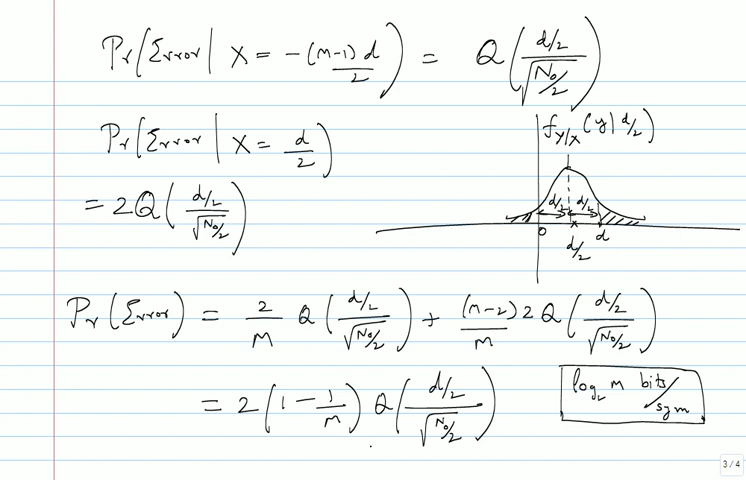 Pr(Error | X = -(M-1)d/2) = Q( (d/2) / √(N₀/2) )
Pr(Error | X = d/2)
f_{Y|X}(y|d/2)
= 2Q( (d/2) / √(N₀/2) )
d/2 d/2
0 x d
d/2
Pr(Error) = 2/M Q( (d/2) / √(N₀/2) ) + (M-2)/M 2 Q( (d/2) / √(N₀/2) )
= 2(1 - 1/M) Q( (d/2) / √(N₀/2) )
log₂ M bits/sym
3 / 4